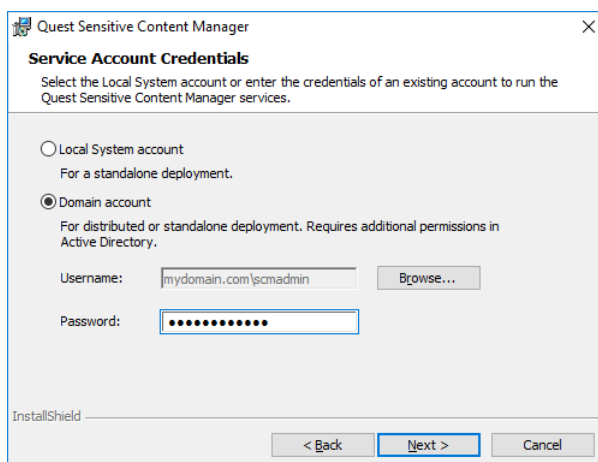 Quest Sensitive Content Manager
Service Account Credentials
Select the Local System account or enter the credentials of an existing account to run the
Quest Sensitive Content Manager services.
Local System account
For a standalone deployment.
Domain account
For distributed or standalone deployment. Requires additional permissions in
Active Directory.
Username: mydomain.com\scmadmin Browse...
Password: ●●●●●●●●●●●●
InstallShield
< Back Next > Cancel